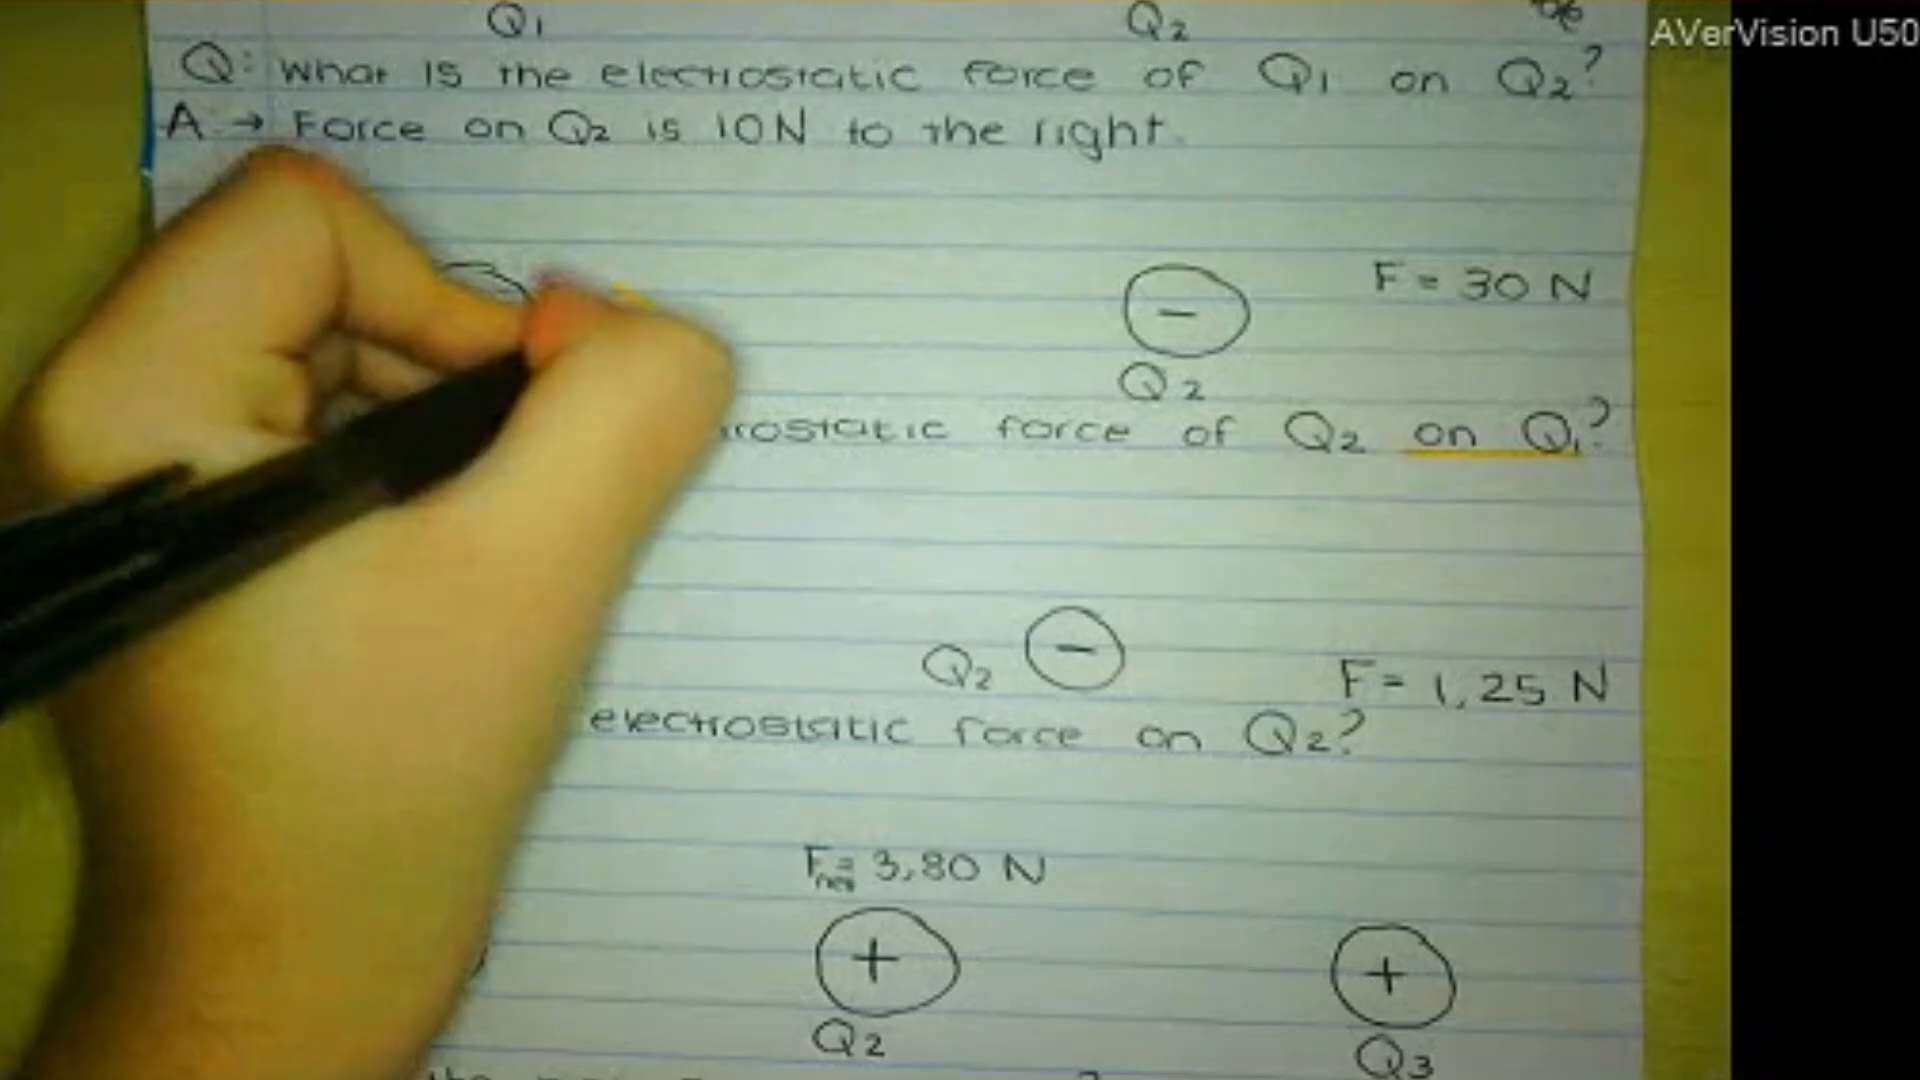 AVerVision U50
Q1 Q2
Q: What is the electrostatic force of Q1 on Q2?
A → Force on Q2 is 10N to the right.
- F = 30 N
Q2
force of Q2 on Q1?
Q2 - F = 1,25 N
electrostatic force on Q2?
Fnet = 3,80 N
+ +
Q2 Q3